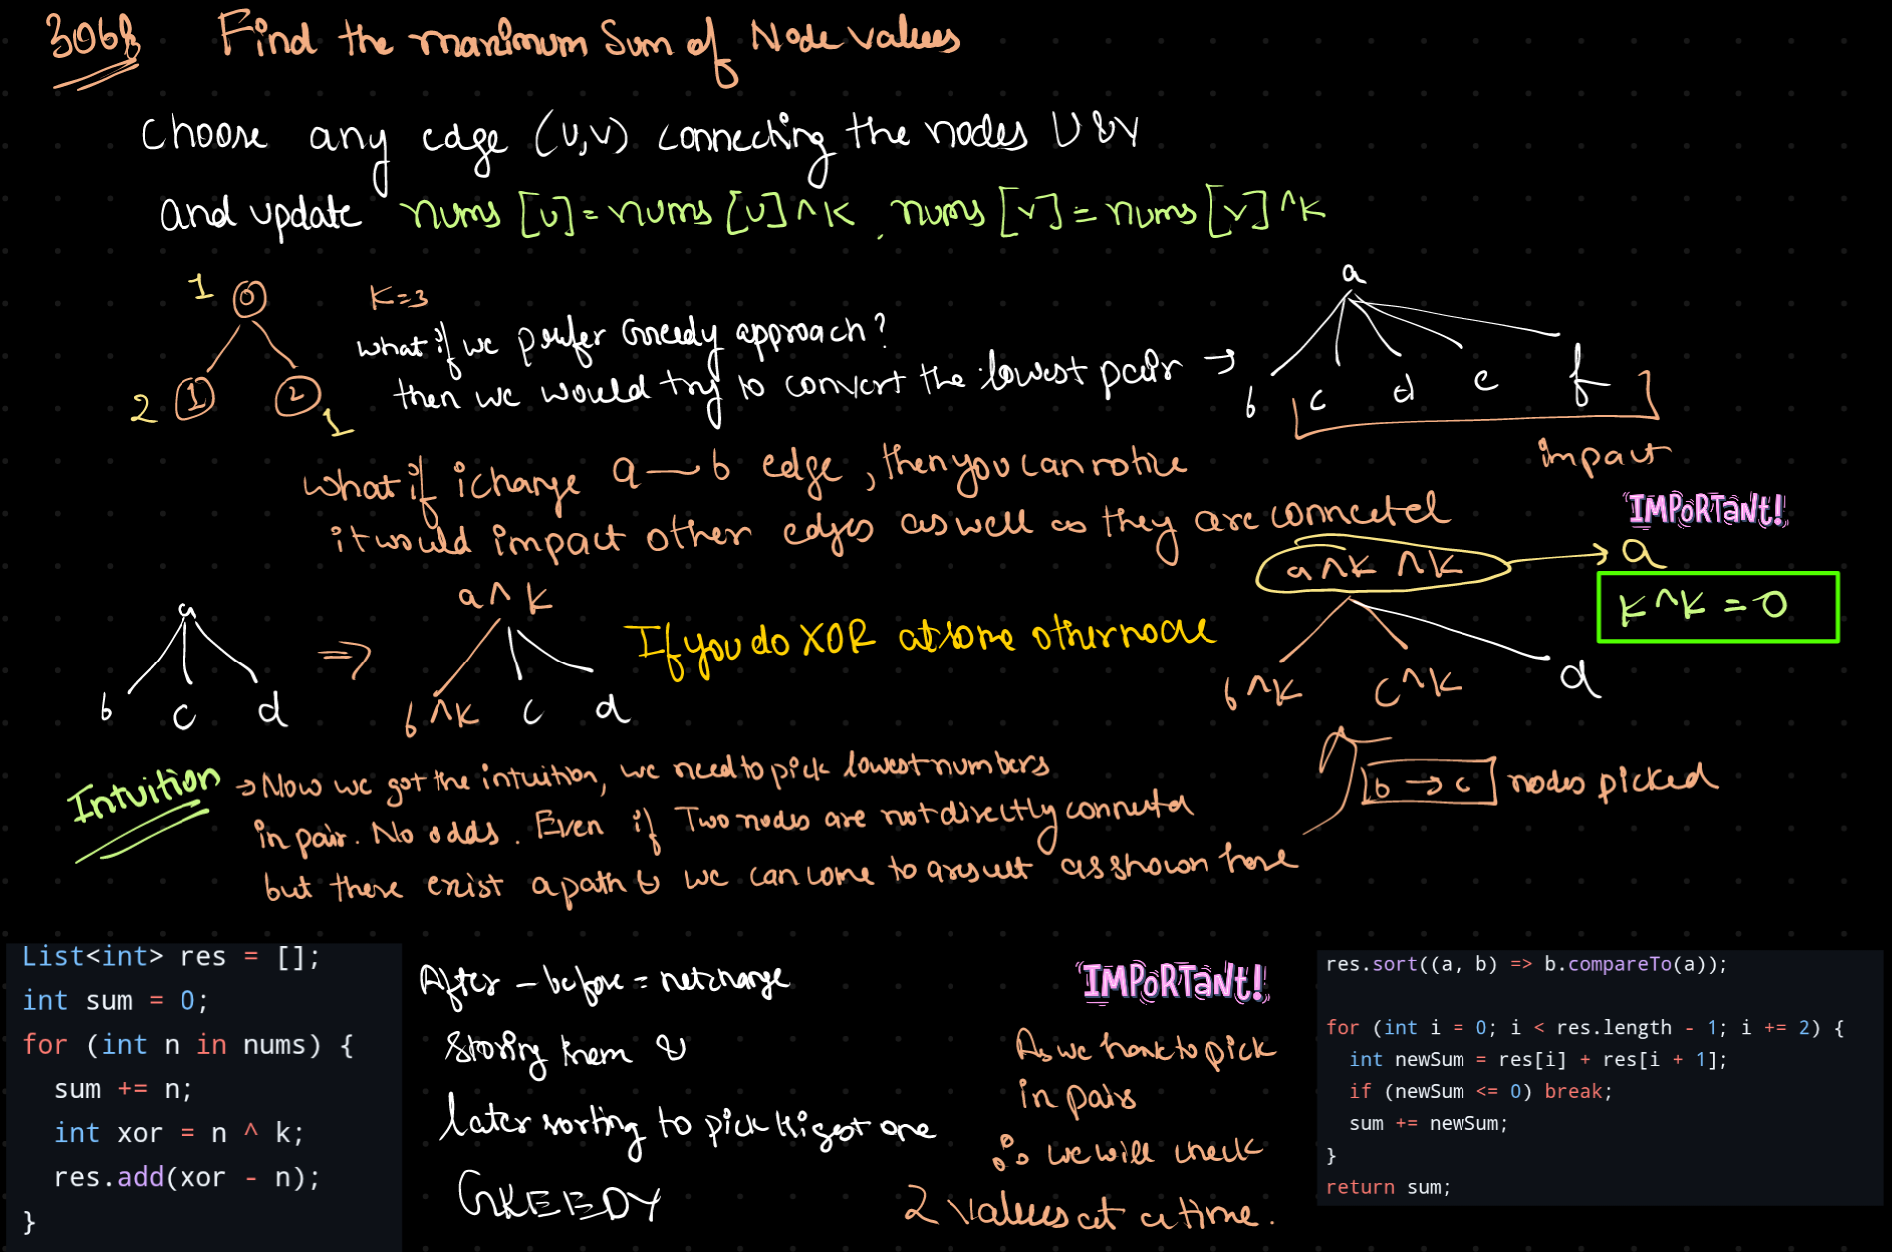 3068 Find the maximum Sum of Node values
Choose any edge (U,V) connecting the nodes U & V
and update nums[U]=nums[U]^K, nums[V]=nums[V]^K
1 0
K=3
what if we prefer Greedy approach?
then we would try to convert the lowest pair →
2 1 2 1
a
b c d e f
impact
what if i change a — b edge, then you can notice
it would impact other edges as well as they are connected
IMPORTANT!
a^K^K → a
K^K = 0
a
b c d
⇒
a^K
b^K c d
If you do XOR at some other node
b^K c^K d
b → c nodes picked
Intuition → Now we got the intuition, we need to pick lowest numbers
in pair. No odds. Even if Two nodes are not directly connected
but there exist a path & we can come to a result as shown here
List<int> res = [];
int sum = 0;
for (int n in nums) {
sum += n;
int xor = n ^ k;
res.add(xor - n);
}
After - before = net change
Storing them &
later sorting to pick Higest one
GREEDY
IMPORTANT!
As we have to pick
in pairs
∴ we will check
2 values at a time.
res.sort((a, b) => b.compareTo(a));
for (int i = 0; i < res.length - 1; i += 2) {
int newSum = res[i] + res[i + 1];
if (newSum <= 0) break;
sum += newSum;
}
return sum;